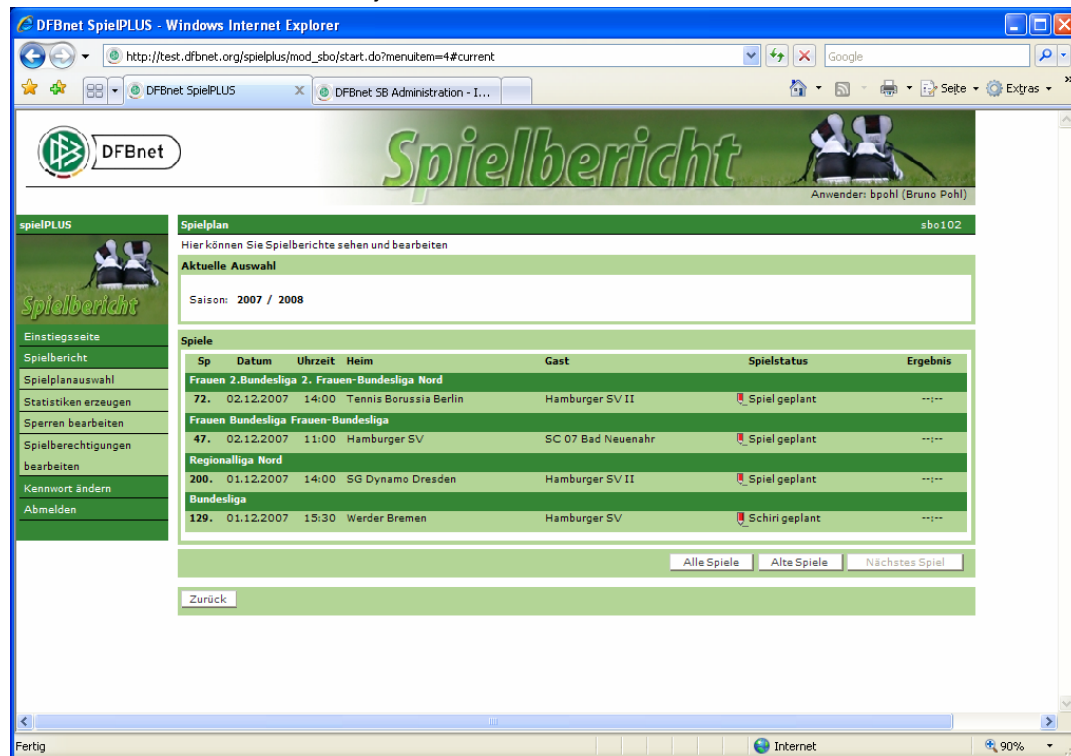 DFBnet SpielPLUS - Windows Internet Explorer
http://test.dfbnet.org/spielplus/mod_sbo/start.do?menuitem=4#current
Google
DFBnet SpielPLUS
DFBnet SB Administration - I...
Seite
Extras
DFBnet
Spielbericht
Anwender: bpohl (Bruno Pohl)
spielPLUS
Spielbericht
Einstiegsseite
Spielbericht
Spielplanauswahl
Statistiken erzeugen
Sperren bearbeiten
Spielberechtigungen
bearbeiten
Kennwort ändern
Abmelden
Spielplan sbo102
Hier können Sie Spielberichte sehen und bearbeiten
Aktuelle Auswahl
Saison: 2007 / 2008
Spiele
Sp Datum Uhrzeit Heim Gast Spielstatus Ergebnis
Frauen 2.Bundesliga 2. Frauen-Bundesliga Nord
72. 02.12.2007 14:00 Tennis Borussia Berlin Hamburger SV II Spiel geplant --:--
Frauen Bundesliga Frauen-Bundesliga
47. 02.12.2007 11:00 Hamburger SV SC 07 Bad Neuenahr Spiel geplant --:--
Regionalliga Nord
200. 01.12.2007 14:00 SG Dynamo Dresden Hamburger SV II Spiel geplant --:--
Bundesliga
129. 01.12.2007 15:30 Werder Bremen Hamburger SV Schiri geplant --:--
Alle Spiele Alte Spiele Nächstes Spiel
Zurück
Fertig
Internet
90%